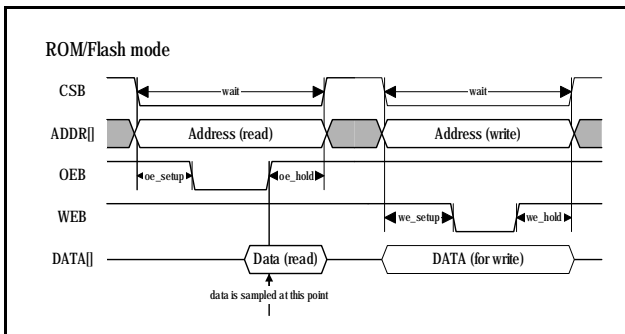 ROM/Flash mode
CSB wait wait
ADDR[] Address (read) Address (write)
OEB oe_setup oe_hold
WEB we_setup we_hold
DATA[] Data (read) DATA (for write)
data is sampled at this point